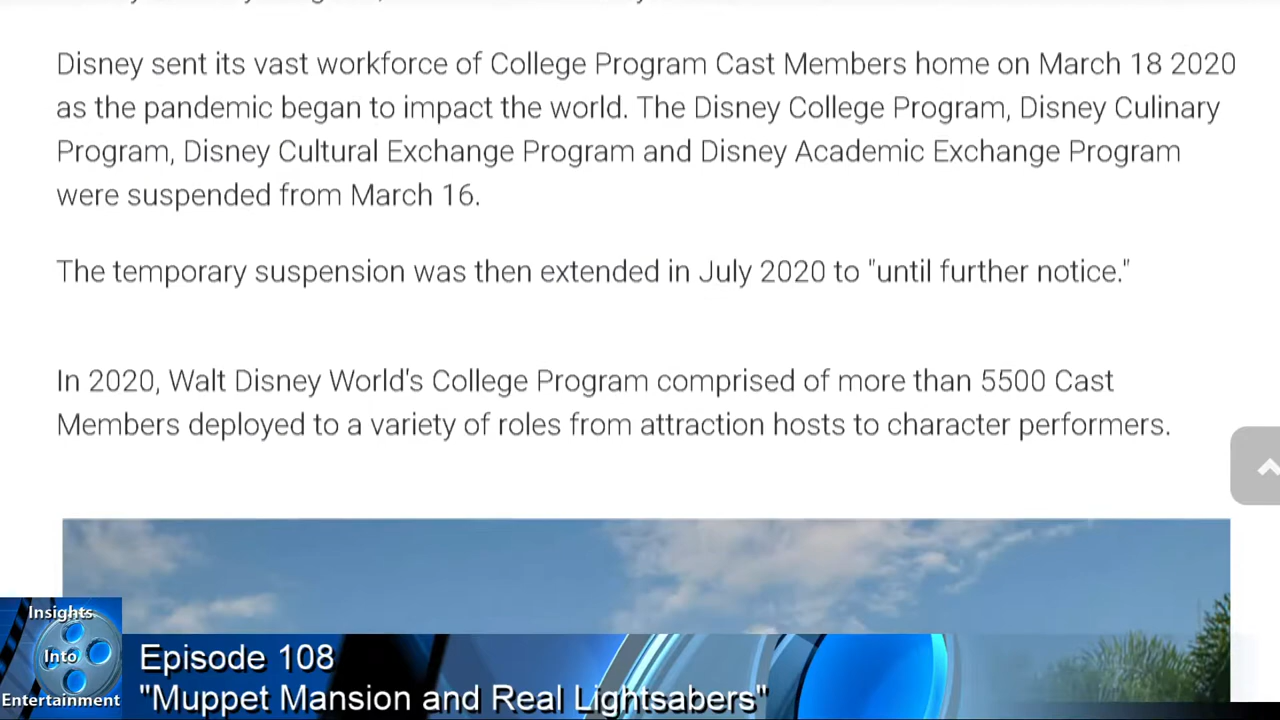 Disney sent its vast workforce of College Program Cast Members home on March 18 2020
as the pandemic began to impact the world. The Disney College Program, Disney Culinary
Program, Disney Cultural Exchange Program and Disney Academic Exchange Program
were suspended from March 16.
The temporary suspension was then extended in July 2020 to "until further notice."
In 2020, Walt Disney World's College Program comprised of more than 5500 Cast
Members deployed to a variety of roles from attraction hosts to character performers.
Insights
Into
Entertainment
Episode 108
"Muppet Mansion and Real Lightsabers"